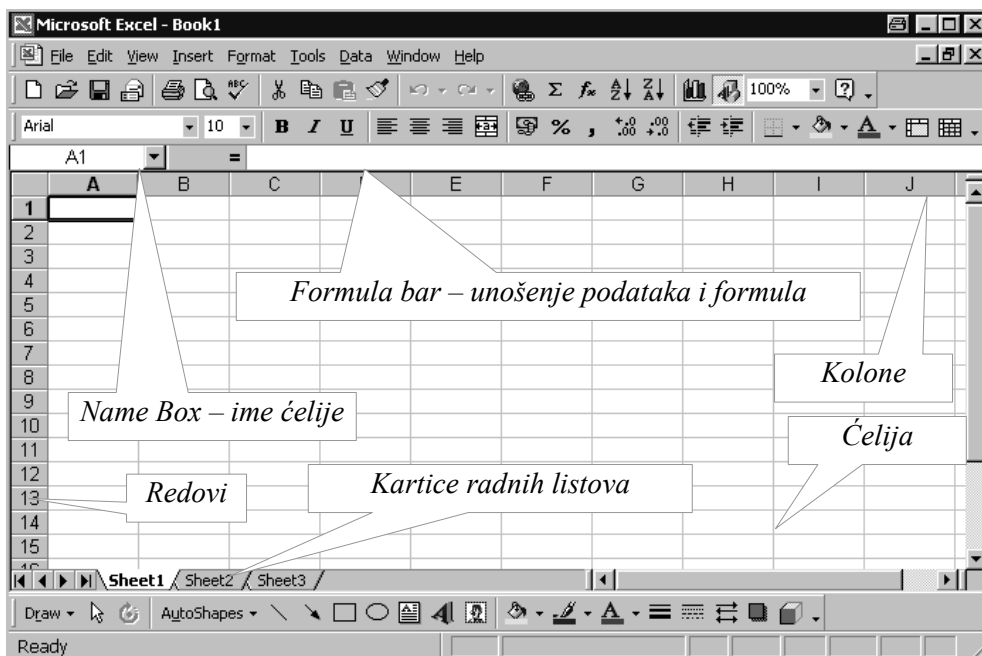 Microsoft Excel - Book1
File Edit View Insert Format Tools Data Window Help
100%
Arial 10 B I U % ,
A1 =
A B C E F G H I J
1
2
3
4
Formula bar – unošenje podataka i formula
5
6
7
8
Kolone
9
Name Box – ime ćelije
10
Ćelija
11
12
Kartice radnih listova
Redovi
13
14
15
16
Sheet1 Sheet2 Sheet3
Draw AutoShapes
Ready